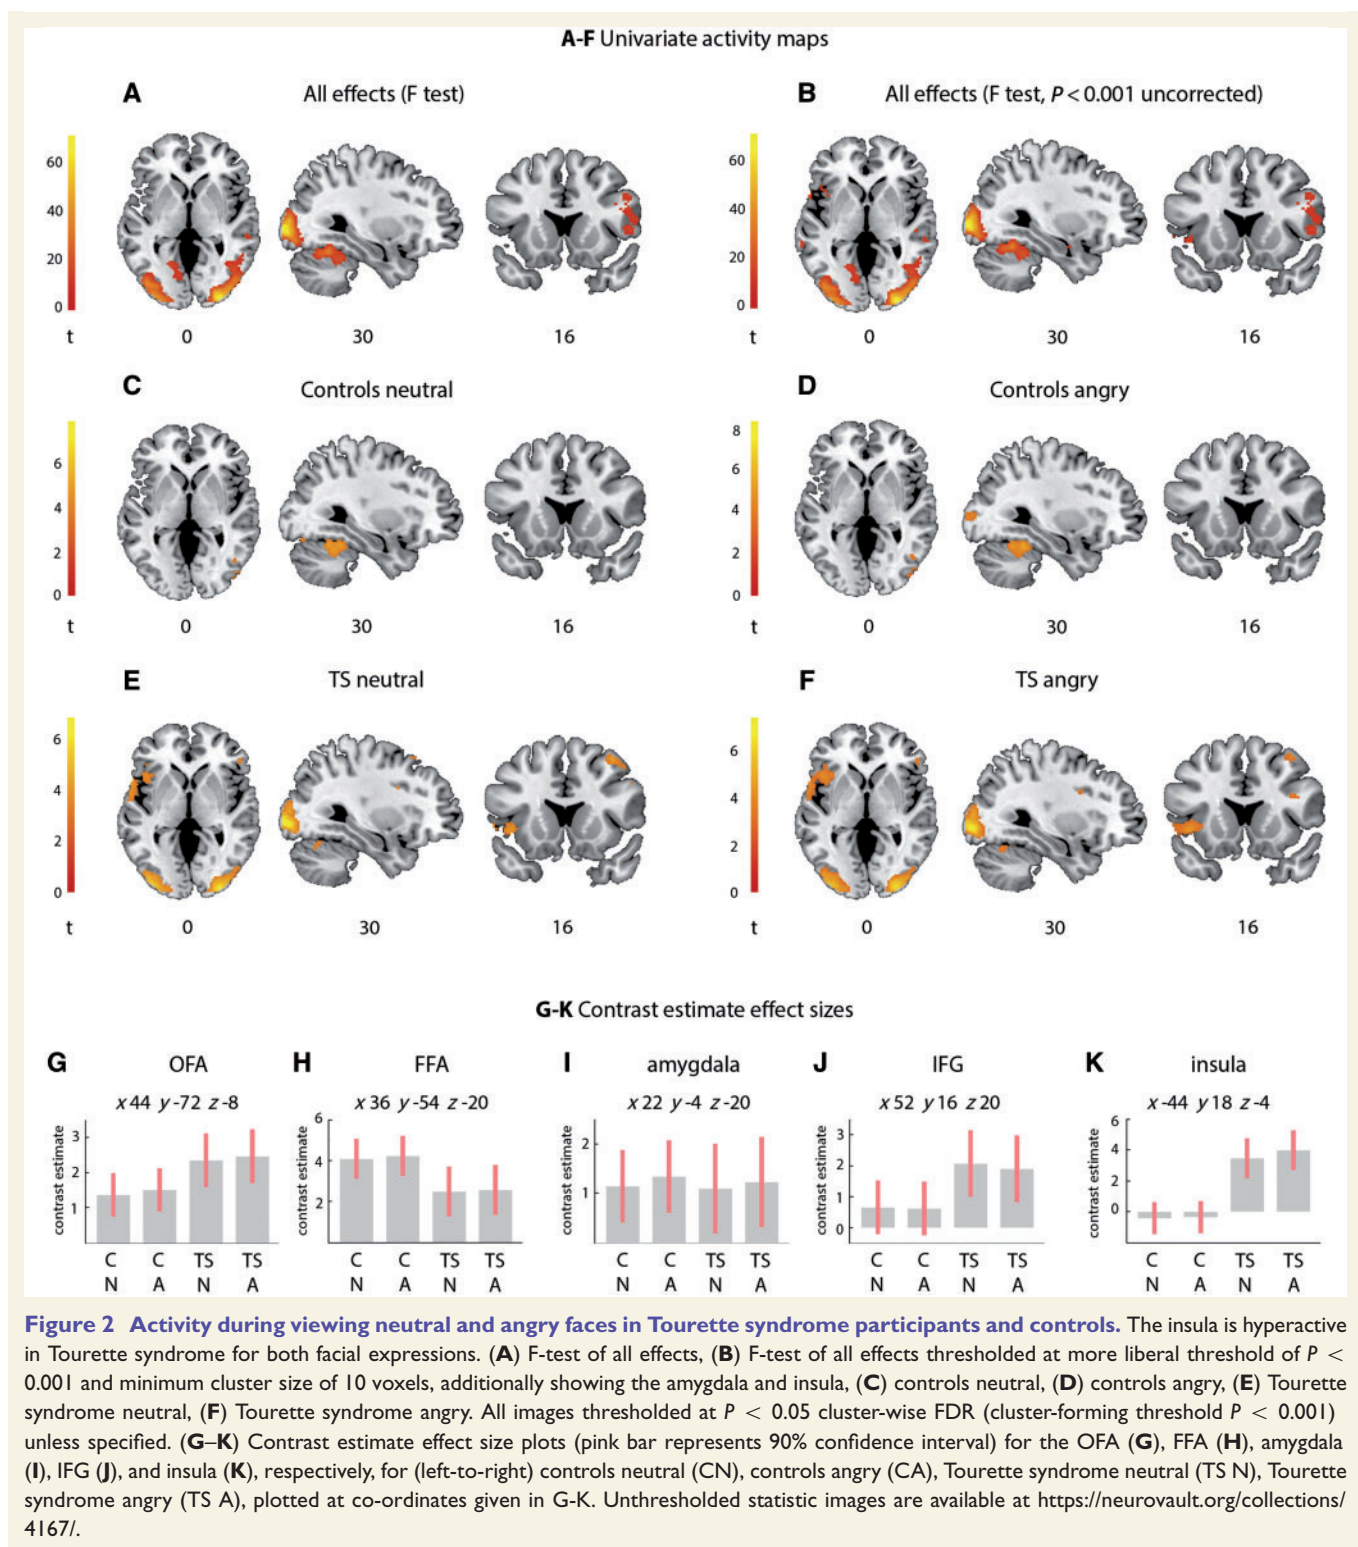 A-F Univariate activity maps
A All effects (F test)
B All effects (F test, P < 0.001 uncorrected)
60
40
20
0
t 0 30 16
60
40
20
0
t 0 30 16
C Controls neutral
D Controls angry
6
4
2
0
t 0 30 16
8
6
4
2
0
t 0 30 16
E TS neutral
F TS angry
6
4
2
0
t 0 30 16
6
4
2
0
t 0 30 16
G-K Contrast estimate effect sizes
G OFA
x 44 y -72 z -8
contrast estimate
3
2
1
C C TS TS
N A N A
H FFA
x 36 y -54 z -20
6
4
2
C C TS TS
N A N A
I amygdala
x 22 y -4 z -20
contrast estimate
2
1
C C TS TS
N A N A
J IFG
x 52 y 16 z 20
contrast estimate
3
2
1
0
C C TS TS
N A N A
K insula
x -44 y 18 z -4
contrast estimate
6
4
2
0
C C TS TS
N A N A
Figure 2 Activity during viewing neutral and angry faces in Tourette syndrome participants and controls. The insula is hyperactive
in Tourette syndrome for both facial expressions. (A) F-test of all effects, (B) F-test of all effects thresholded at more liberal threshold of P <
0.001 and minimum cluster size of 10 voxels, additionally showing the amygdala and insula, (C) controls neutral, (D) controls angry, (E) Tourette
syndrome neutral, (F) Tourette syndrome angry. All images thresholded at P < 0.05 cluster-wise FDR (cluster-forming threshold P < 0.001)
unless specified. (G–K) Contrast estimate effect size plots (pink bar represents 90% confidence interval) for the OFA (G), FFA (H), amygdala
(I), IFG (J), and insula (K), respectively, for (left-to-right) controls neutral (CN), controls angry (CA), Tourette syndrome neutral (TS N), Tourette
syndrome angry (TS A), plotted at co-ordinates given in G-K. Unthresholded statistic images are available at https://neurovault.org/collections/
4167/.